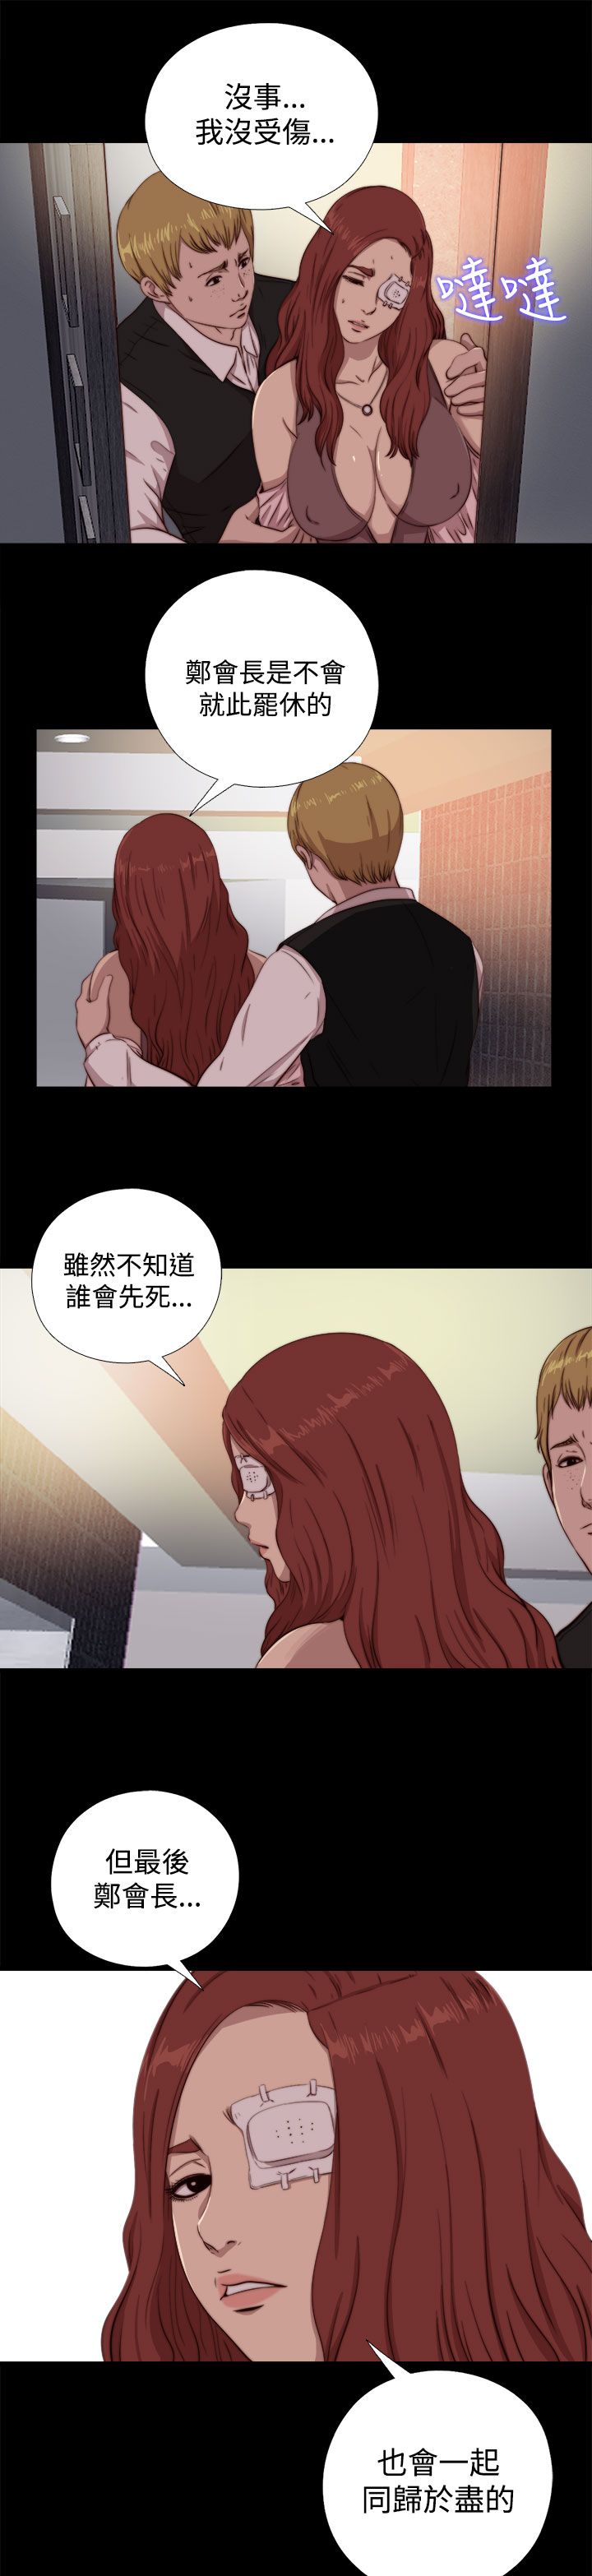 沒事...
我沒受傷...
噠噠
鄭會長是不會
就此罷休的
雖然不知道
誰會先死...
但最後
鄭會長...
也會一起
同歸於盡的